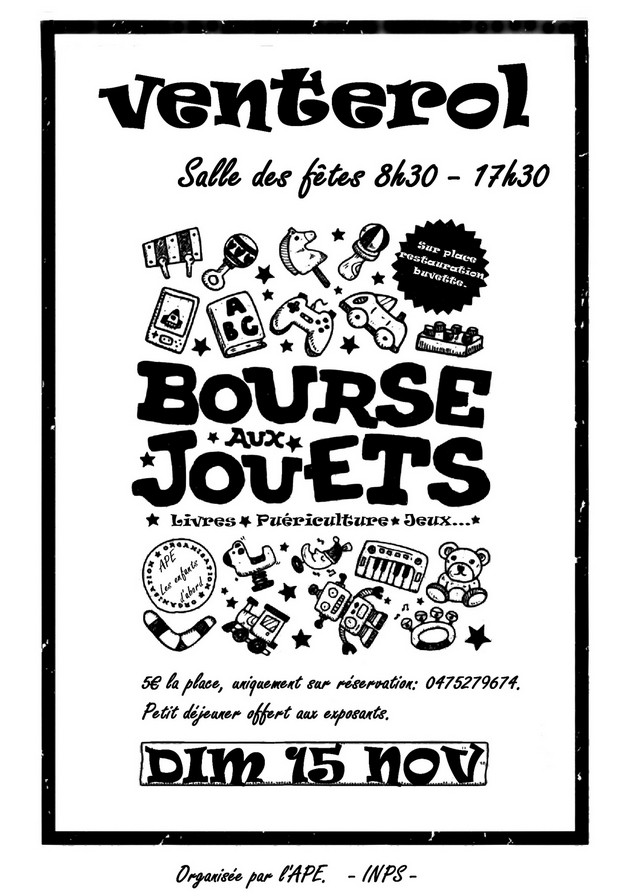 venterol
Salle des fêtes 8h30 - 17h30
Sur place
restauration
buvette.
A
BC
BOURSE
AUX
JOUETS
Livres Puériculture Jeux...
ORGANISATION ORGANISATION
APE
Les enfants
d'abord
5€ la place, uniquement sur réservation: 0475279674.
Petit déjeuner offert aux exposants.
DIM 15 NOV
Organisée par l'APE. - INPS -